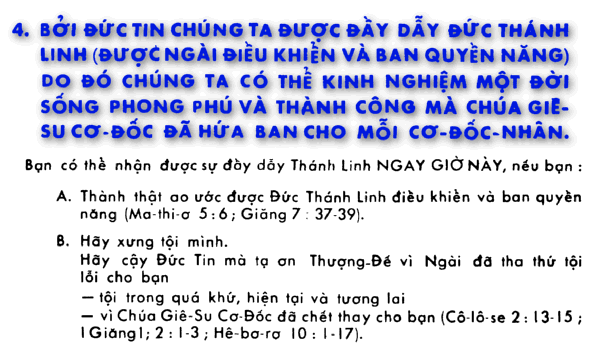 4. BỞI ĐỨC TIN CHÚNG TA ĐƯỢC ĐẦY DẪY ĐỨC THÁNH
LINH (ĐƯỢC NGÀI ĐIỀU KHIỂN VÀ BAN QUYỀN NĂNG)
DO ĐÓ CHÚNG TA CÓ THỂ KINH NGHIỆM MỘT ĐỜI
SỐNG PHONG PHÚ VÀ THÀNH CÔNG MÀ CHÚA GIÊ-
SU CƠ-ĐỐC ĐÃ HỨA BAN CHO MỖI CƠ-ĐỐC-NHÂN.
Bạn có thể nhận được sự đầy dẫy Thánh Linh NGAY GIỜ NÀY, nếu bạn :
A. Thành thật ao ước được Đức Thánh Linh điều khiển và ban quyền
năng (Ma-thi-ơ 5:6 ; Giăng 7 : 37-39).
B. Hãy xưng tội mình.
Hãy cậy Đức Tin mà tạ ơn Thượng-Đế vì Ngài đã tha thứ tội
lỗi cho bạn
— tội trong quá khứ, hiện tại và tương lai
— vì Chúa Giê-Su Cơ-Đốc đã chết thay cho bạn (Cô-lô-se 2 : 13-15 ;
I Giăng1; 2 : 1-3 ; Hê-bơ-rơ 10 : 1-17).